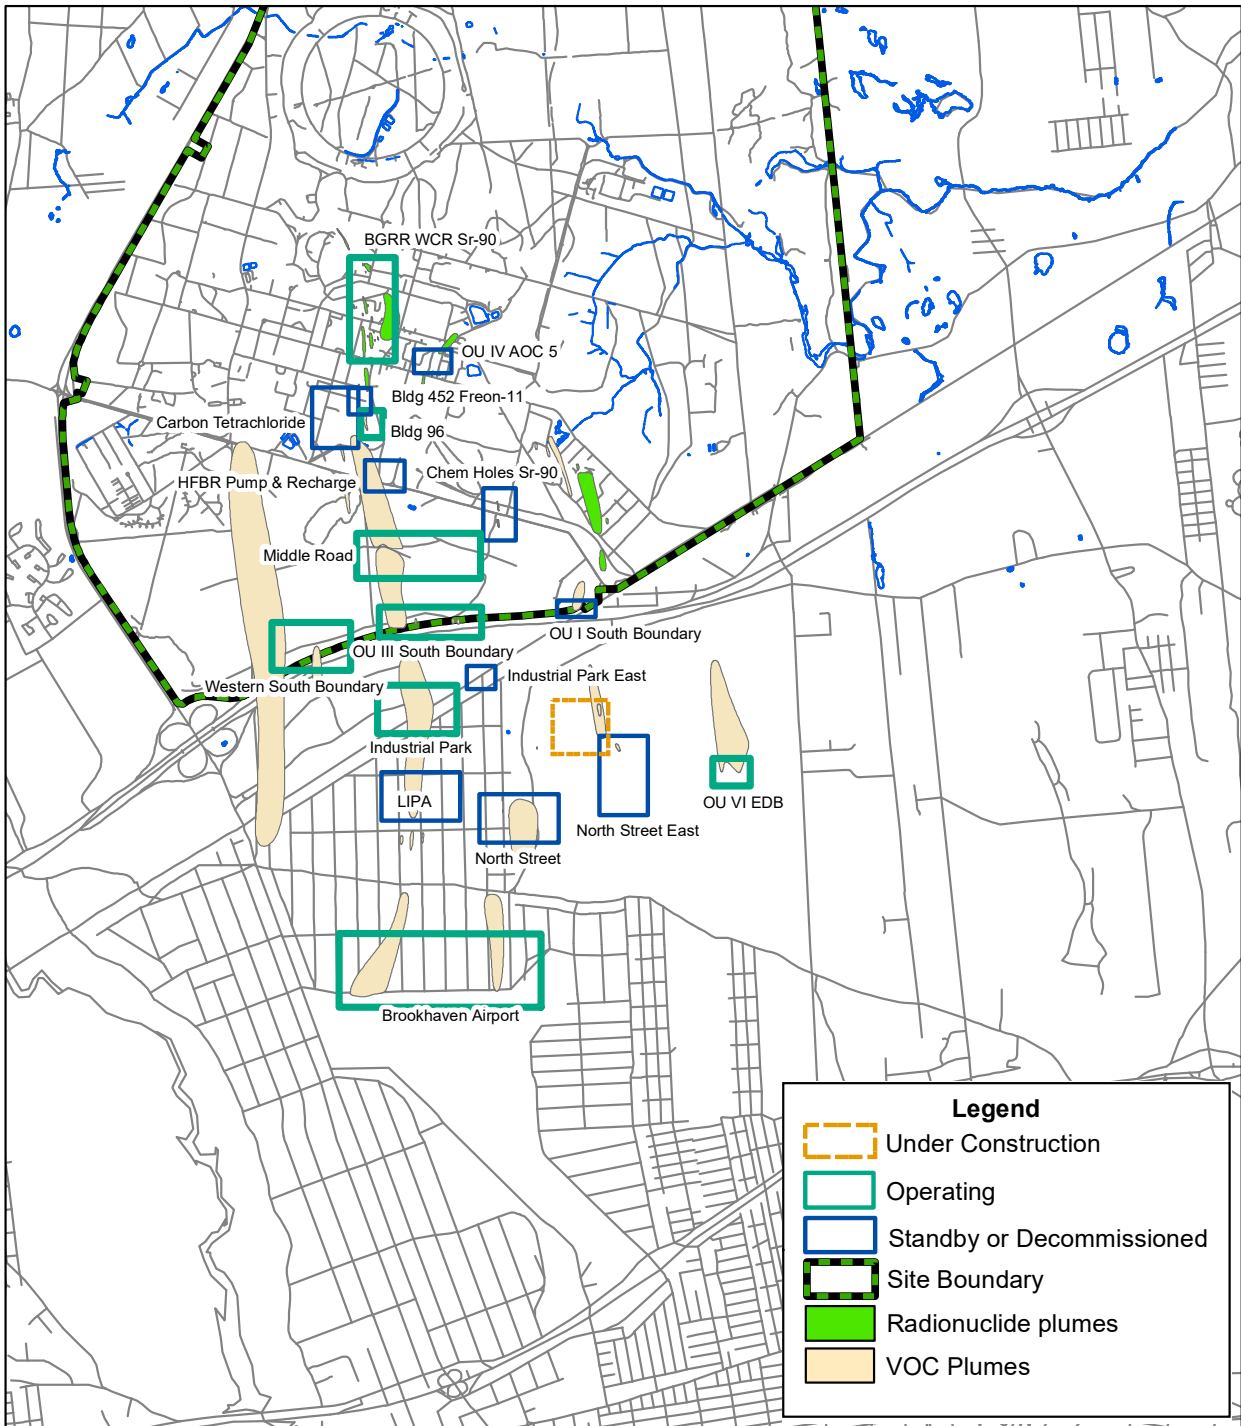 BGRR WCR Sr-90
OU IV AOC 5
Bldg 452 Freon-11
Carbon Tetrachloride
Bldg 96
Chem Holes Sr-90
HFBR Pump & Recharge
Middle Road
OU I South Boundary
OU III South Boundary
Industrial Park East
Western South Boundary
Industrial Park
LIPA
OU VI EDB
North Street East
North Street
Brookhaven Airport
Legend
Under Construction
Operating
Standby or Decommissioned
Site Boundary
Radionuclide plumes
VOC Plumes